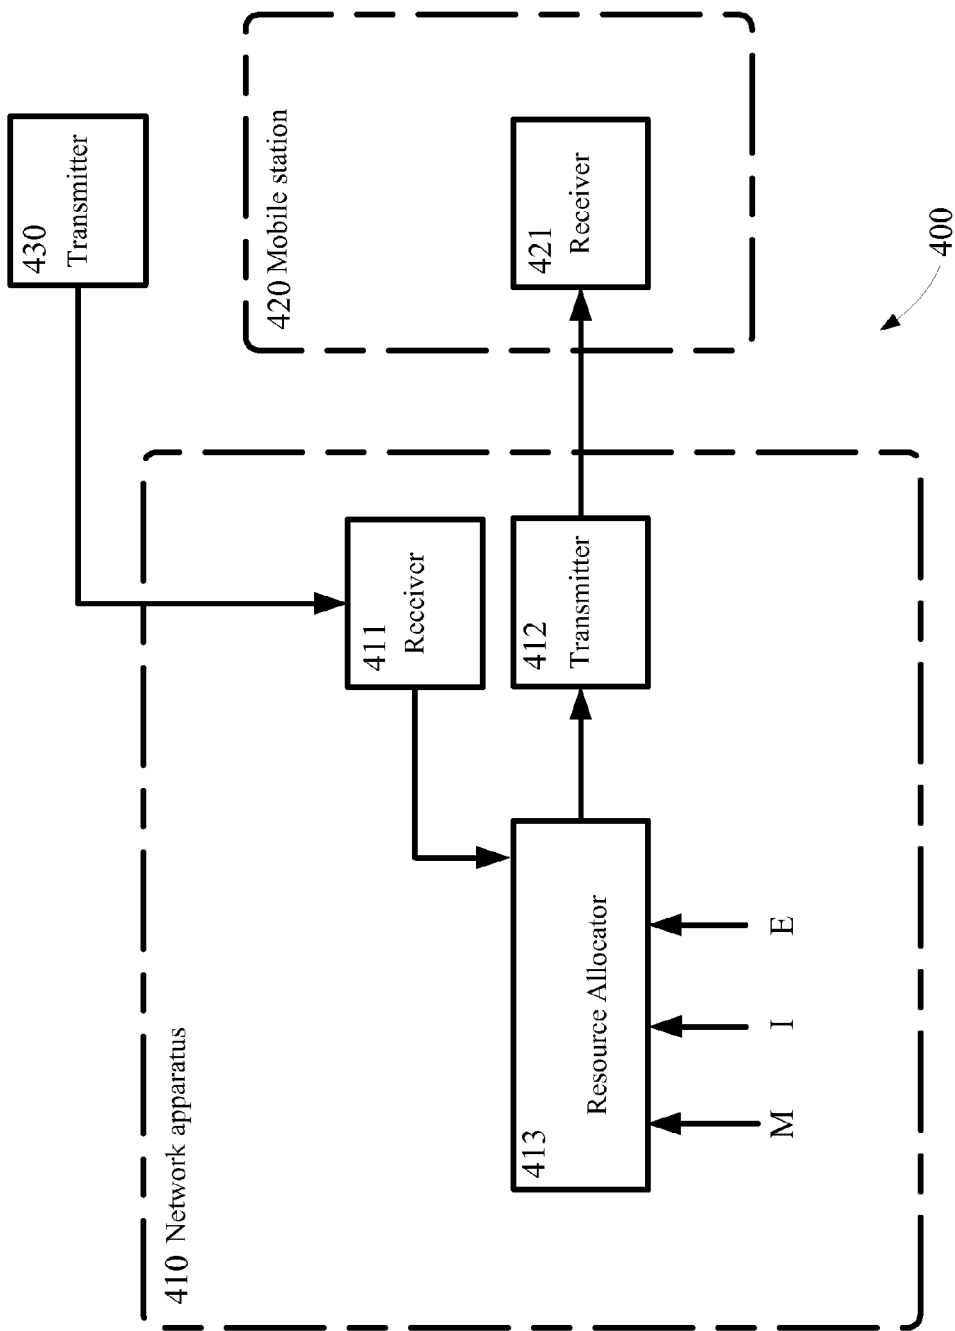 430
Transmitter
420 Mobile station
421
Receiver
400
410 Network apparatus
411
Receiver
412
Transmitter
413
Resource Allocator
M
I
E